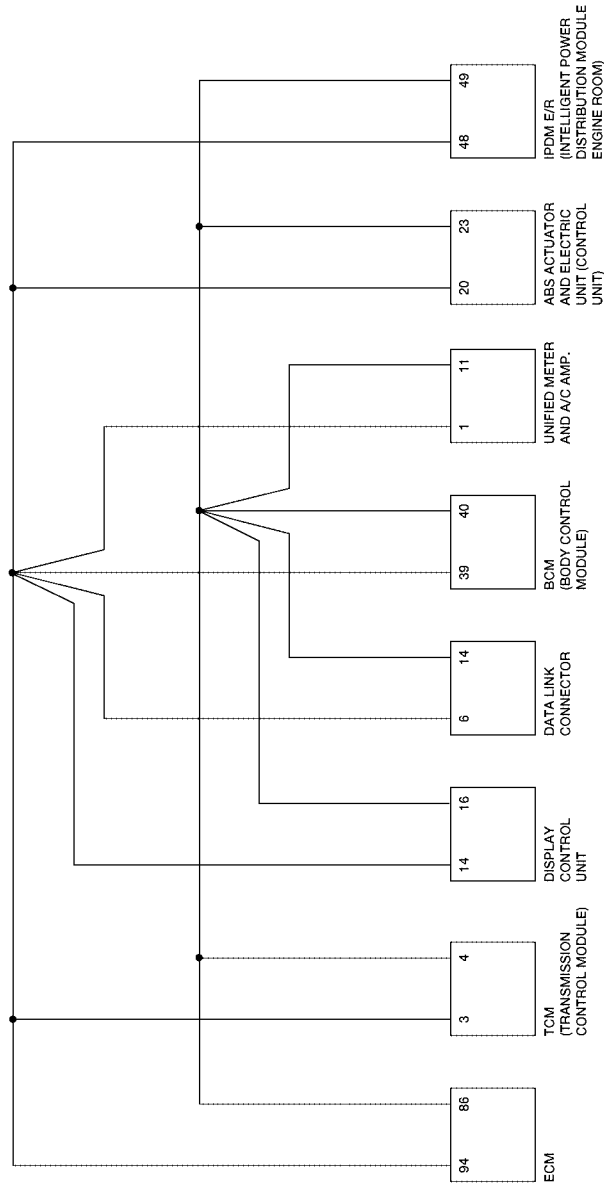 94 86
ECM
3 4
TCM
(TRANSMISSION
CONTROL MODULE)
14 16
DISPLAY
CONTROL
UNIT
6 14
DATA LINK
CONNECTOR
39 40
BCM
(BODY CONTROL
MODULE)
1 11
UNIFIED METER
AND A/C AMP.
20 23
ABS ACTUATOR
AND ELECTRIC
UNIT (CONTROL
UNIT)
48 49
IPDM E/R
(INTELLIGENT POWER
DISTRIBUTION MODULE
ENGINE ROOM)